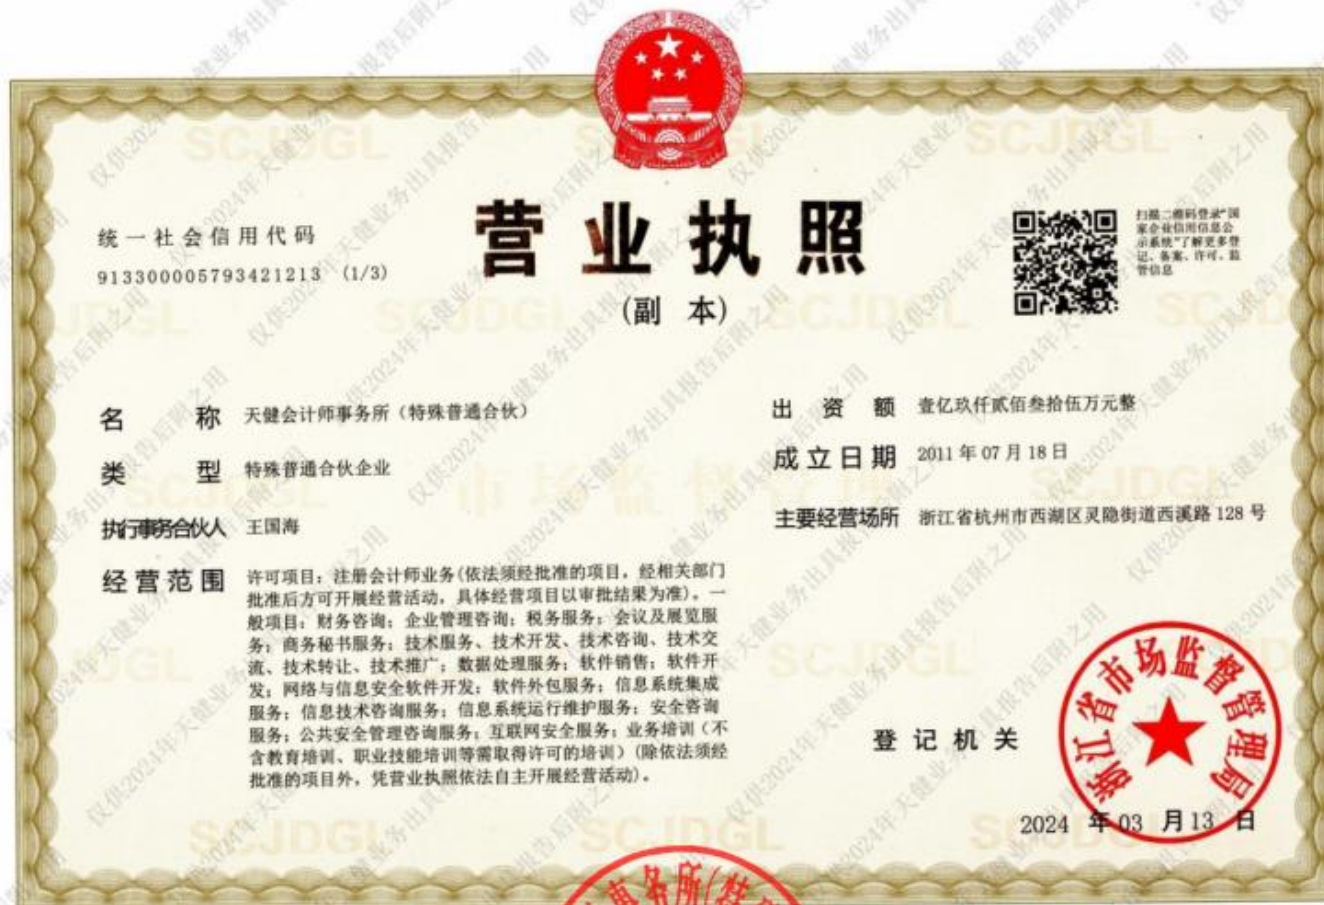 统一社会信用代码
913300005793421213 (1/3)
营业执照
(副 本)
扫描二维码登录“国
家企业信用信息公
示系统”了解更多登
记、备案、许可、监
管信息
名 称 天健会计师事务所（特殊普通合伙）
类 型 特殊普通合伙企业
执行事务合伙人 王国海
经营范围 许可项目：注册会计师业务(依法须经批准的项目，经相关部门
批准后方可开展经营活动，具体经营项目以审批结果为准)。一
般项目：财务咨询；企业管理咨询；税务服务；会议及展览服
务；商务秘书服务；技术服务、技术开发、技术咨询、技术交
流、技术转让、技术推广；数据处理服务；软件销售；软件开
发；网络与信息安全软件开发；软件外包服务；信息系统集成
服务；信息技术咨询服务；信息系统运行维护服务；安全咨询
服务；公共安全管理咨询服务；互联网安全服务；业务培训（不
含教育培训、职业技能培训等需取得许可的培训）(除依法须经
批准的项目外，凭营业执照依法自主开展经营活动)。
出 资 额 壹亿玖仟贰佰叁拾伍万元整
成立日期 2011年07月18日
主要经营场所 浙江省杭州市西湖区灵隐街道西溪路128号
登记机关
浙江省市场监督管理局
2024 年 03 月 13 日
事务所(特
SCJDGL
市场监督管理
仅供2024年天健业务出具报告后附之用